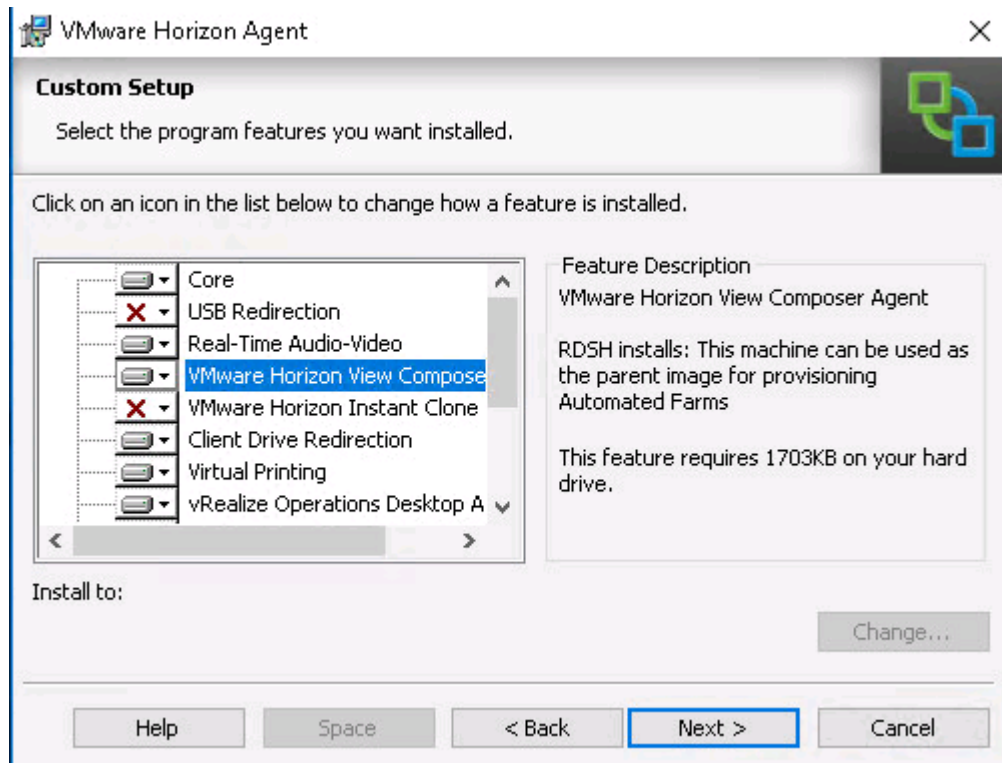 VMware Horizon Agent
Custom Setup
Select the program features you want installed.
Click on an icon in the list below to change how a feature is installed.
Core
USB Redirection
Real-Time Audio-Video
VMware Horizon View Compose
VMware Horizon Instant Clone
Client Drive Redirection
Virtual Printing
vRealize Operations Desktop A
Feature Description
VMware Horizon View Composer Agent
RDSH installs: This machine can be used as
the parent image for provisioning
Automated Farms
This feature requires 1703KB on your hard
drive.
Install to:
Change...
Help
Space
< Back
Next >
Cancel